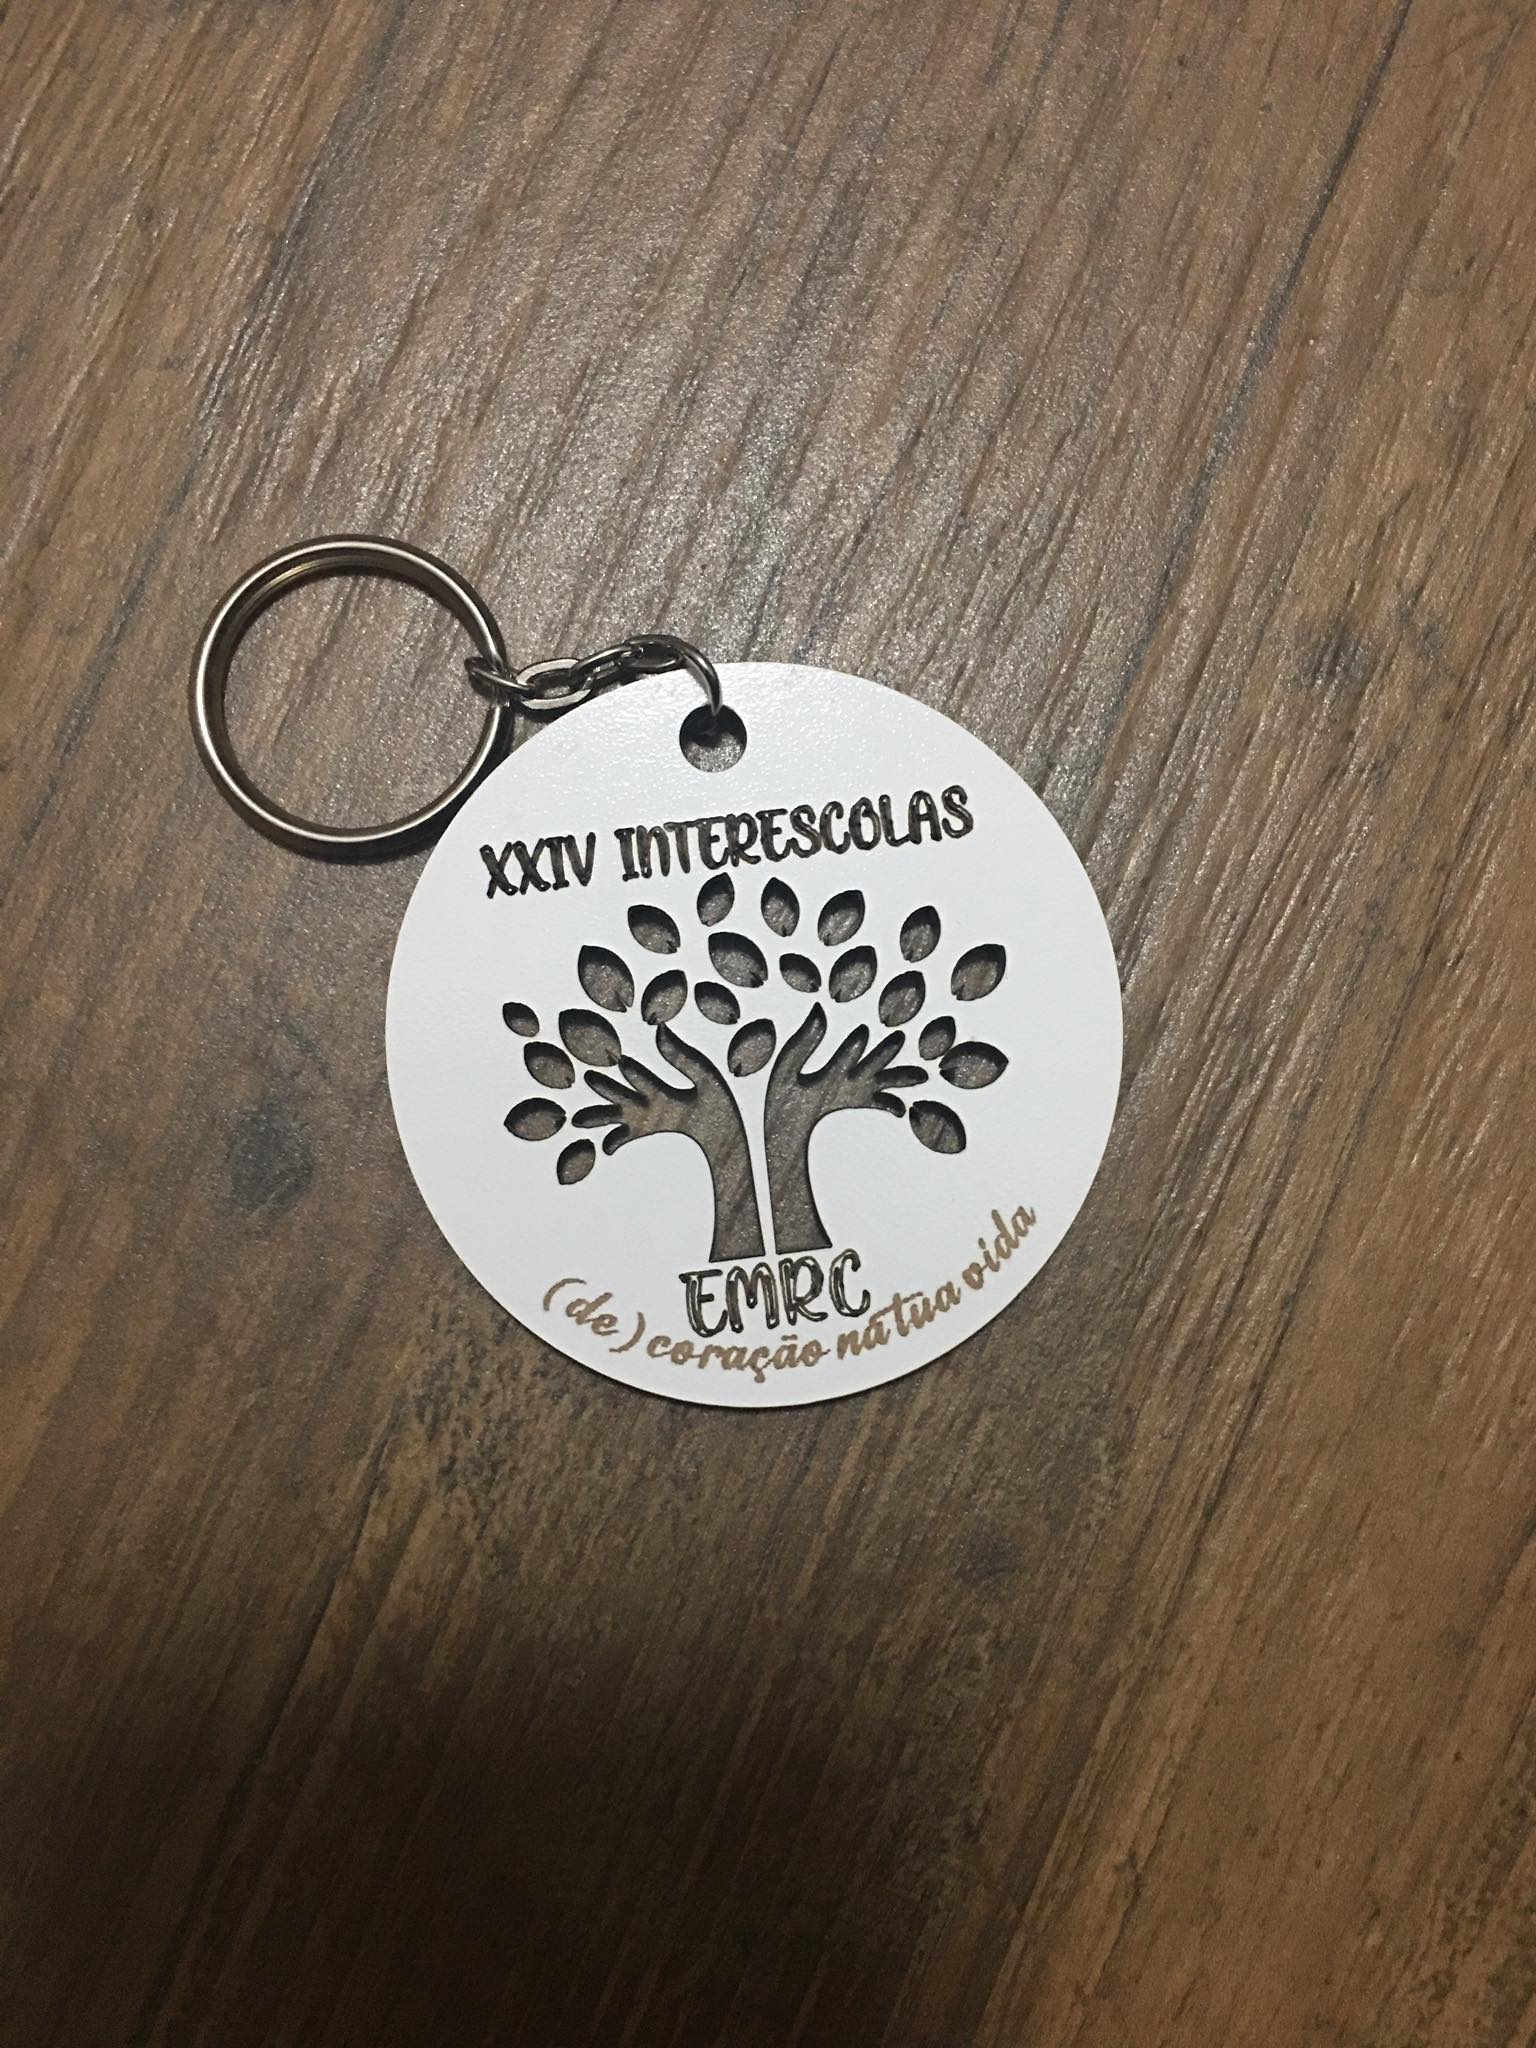 XXIV INTERESCOLAS
EMRC
(de) coração na tua vida